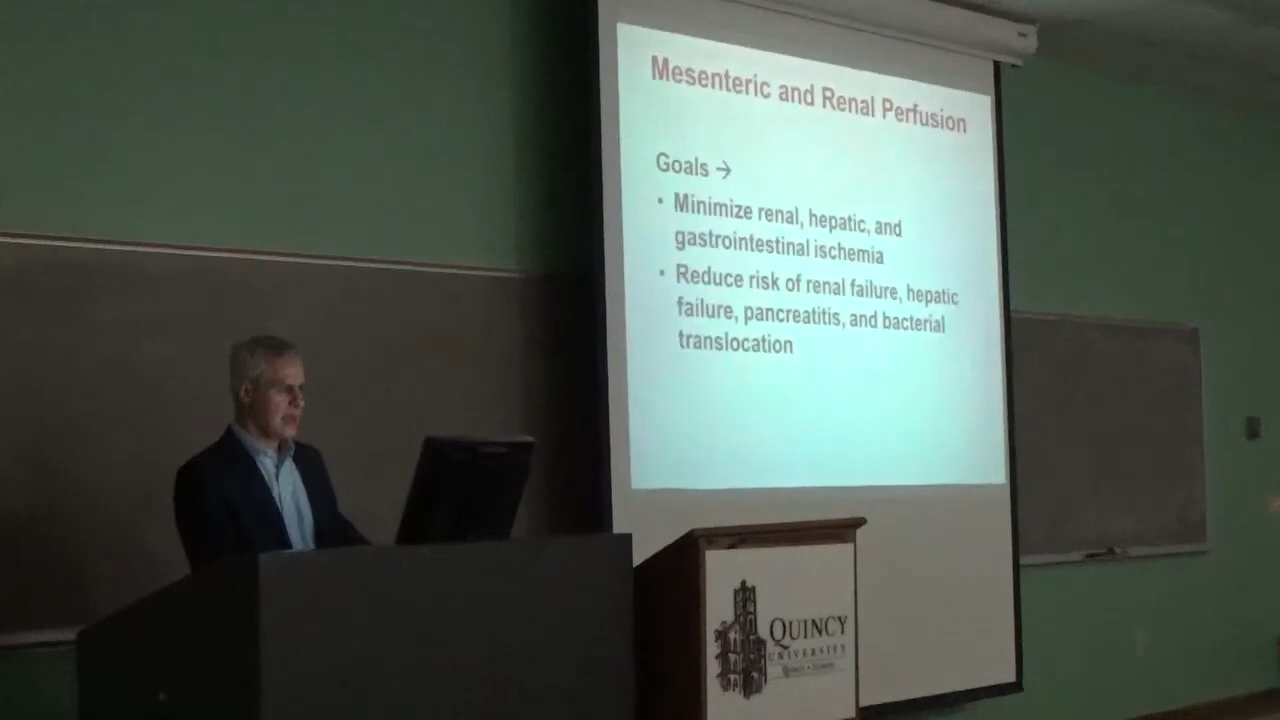 Mesenteric and Renal Perfusion
Goals →
• Minimize renal, hepatic, and
gastrointestinal ischemia
• Reduce risk of renal failure, hepatic
failure, pancreatitis, and bacterial
translocation
QUINCY
UNIVERSITY